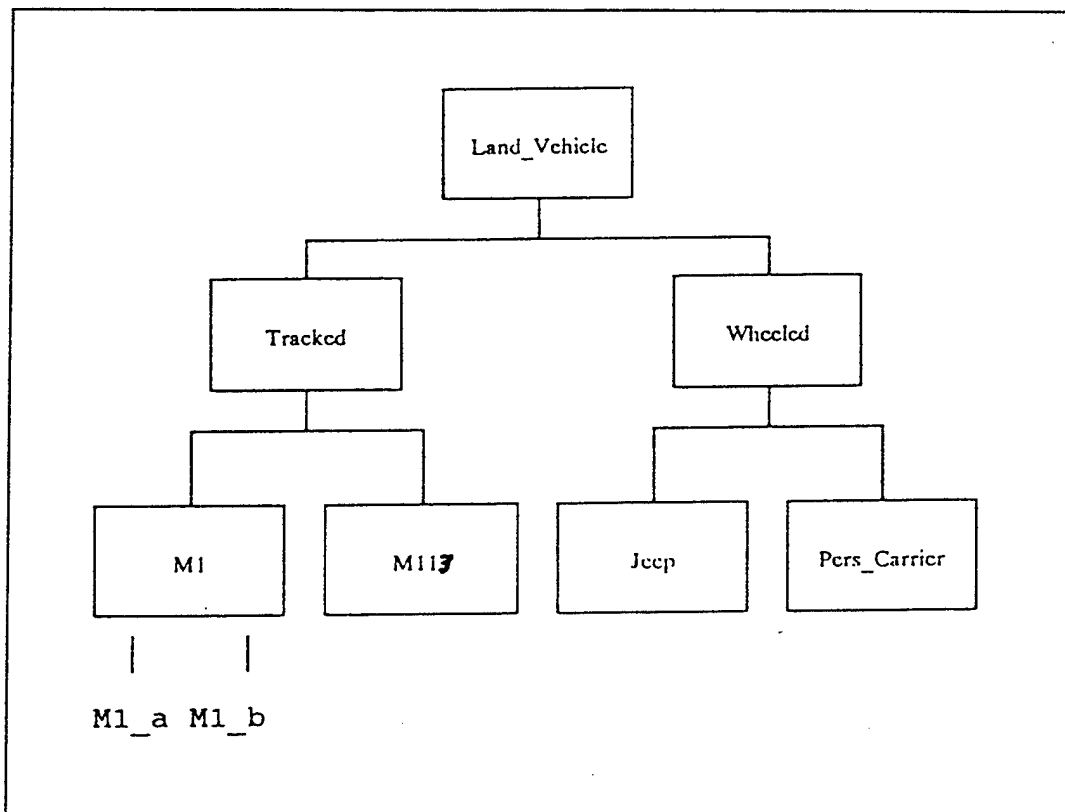 Land_Vehicle
Tracked
Wheeled
M1
M113
Jeep
Pers_Carrier
M1_a M1_b